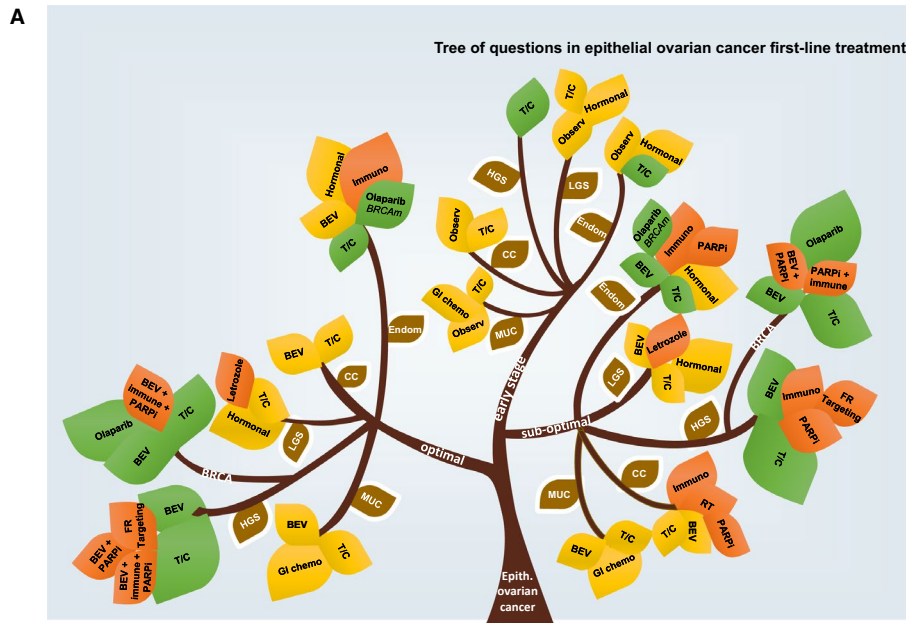 A
Tree of questions in epithelial ovarian cancer first-line treatment
T/C
T/C
Hormonal
Observ
Observ
Hormonal
T/C
HGS
LGS
Endom
Observ
T/C
CC
GI chemo
T/C
Observ
MUC
early stage
Hormonal
Immuno
Olaparib
BRCAm
BEV
T/C
Endom
BEV
T/C
CC
Letrozole
T/C
Hormonal
LGS
BEV +
immune +
PARPi
Olaparib
T/C
BEV
BRCA
FR
Targeting
BEV
BEV +
PARPi
BEV +
immune +
PARPi
T/C
HGS
BEV
GI chemo
T/C
MUC
optimal
Olaparib
BRCAm
Immuno
PARPi
BEV
T/C
Hormonal
Endom
BEV
Letrozole
Hormonal
T/C
LGS
sub-optimal
Olaparib
BEV +
PARPi
PARPi +
immune
BEV
T/C
BRCA
BEV
Immuno
FR
Targeting
PARPi
T/C
HGS
Immuno
RT
PARPi
T/C
BEV
CC
MUC
BEV
T/C
GI chemo
Epith.
ovarian
cancer